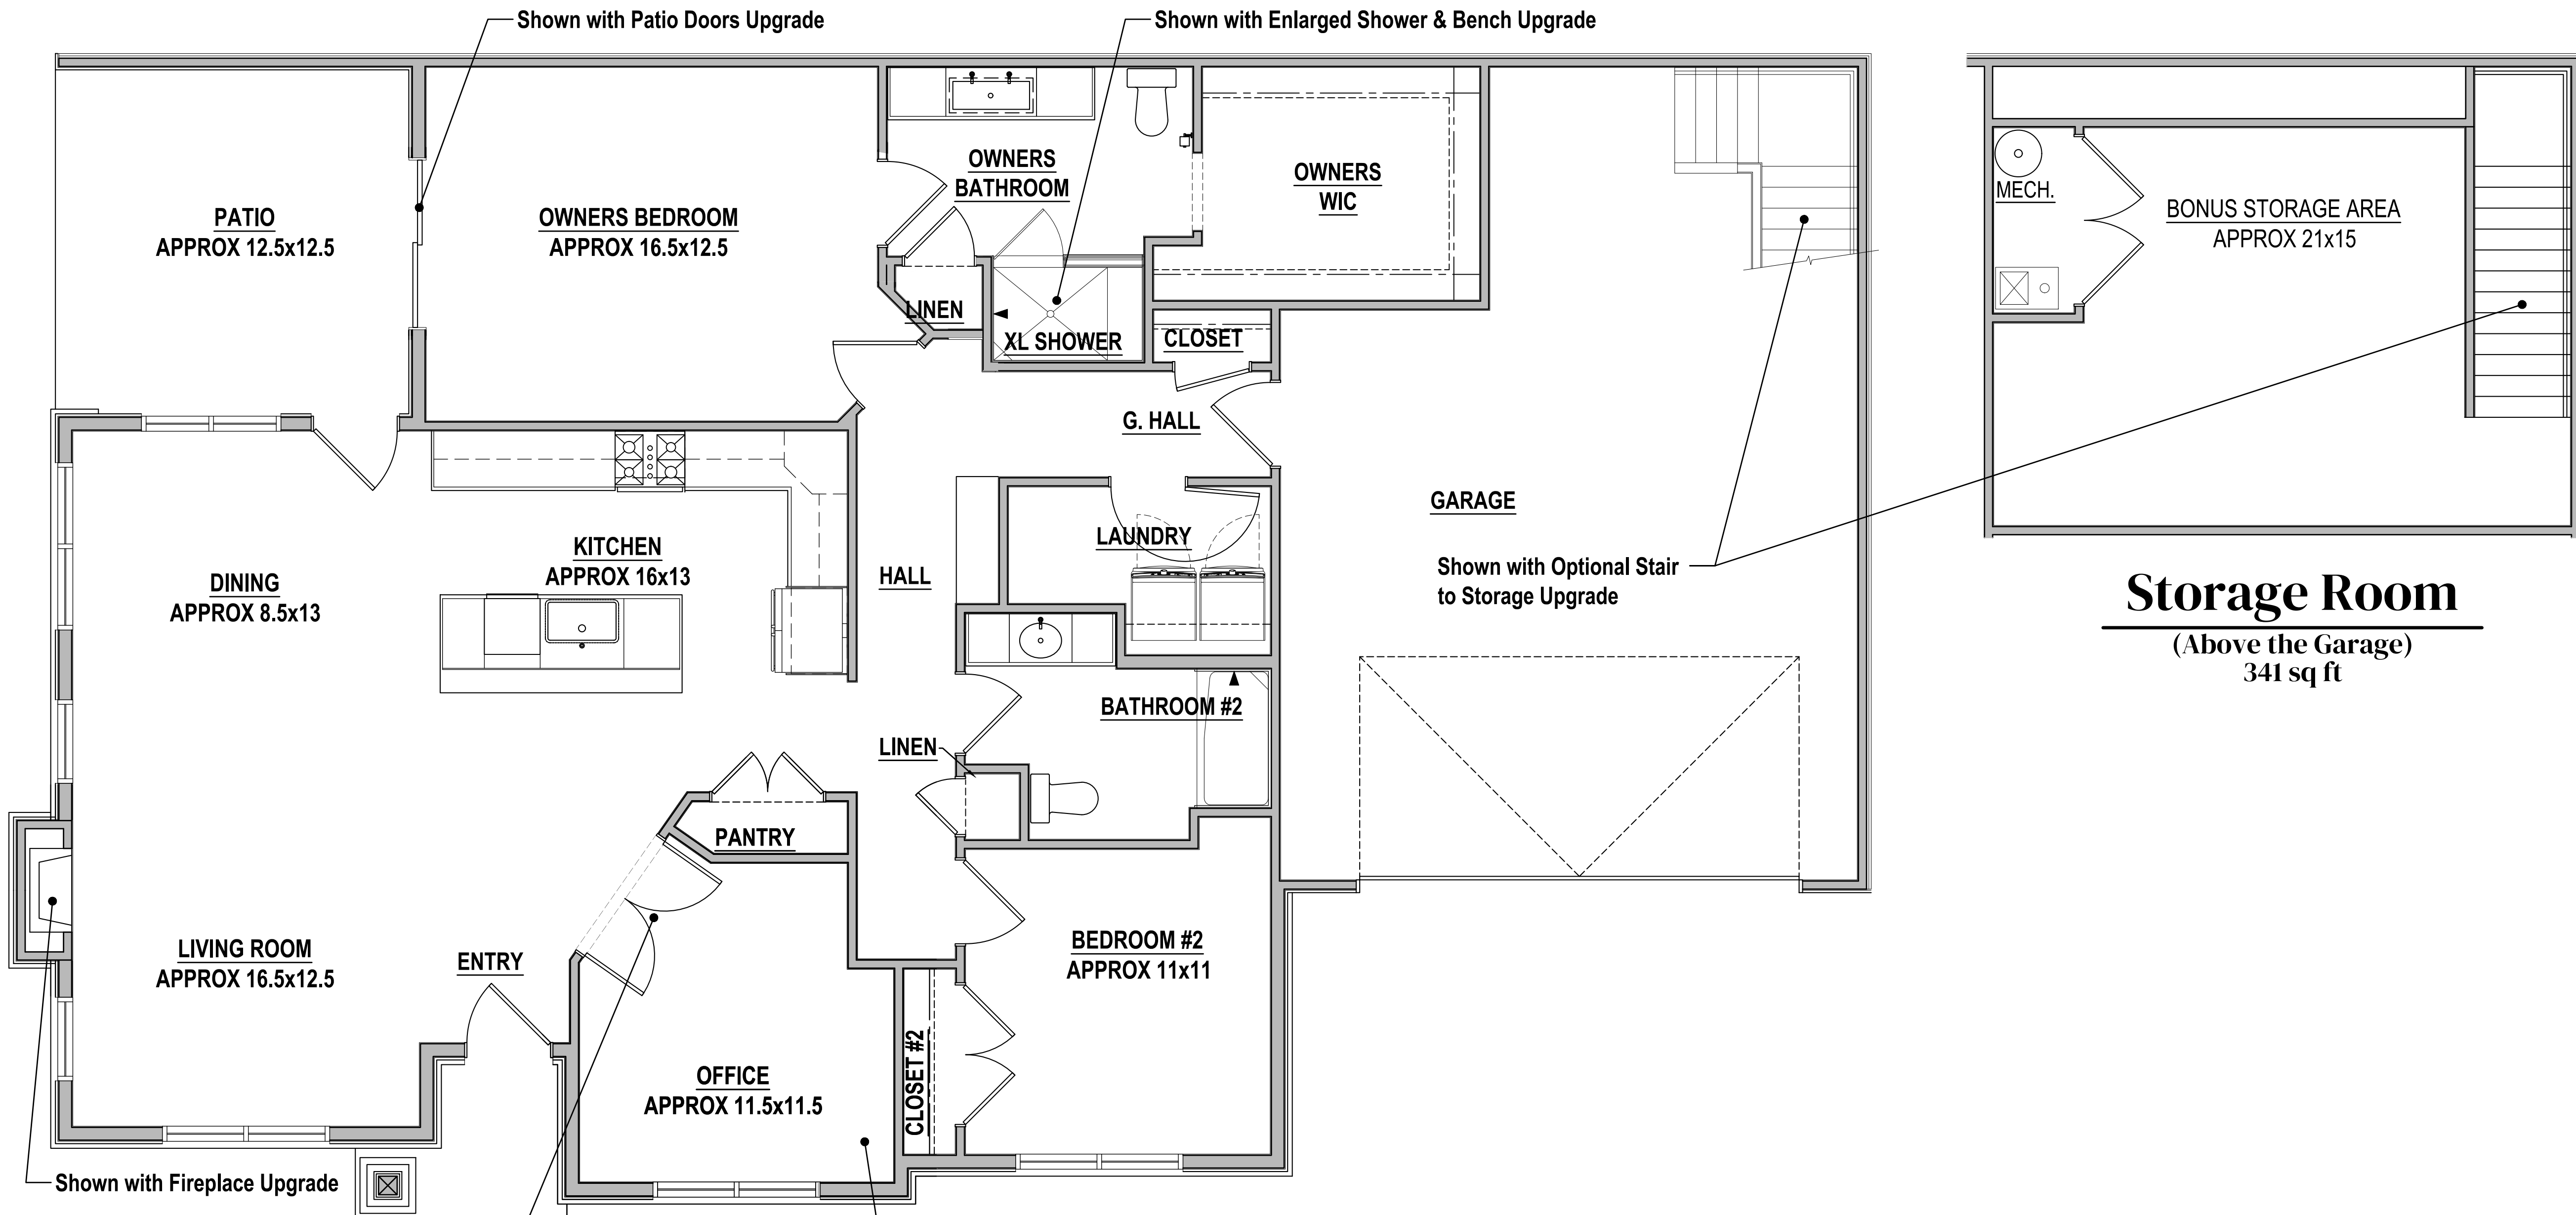 Shown with Patio Doors Upgrade
Shown with Enlarged Shower & Bench Upgrade
PATIO
APPROX 12.5x12.5
OWNERS BEDROOM
APPROX 16.5x12.5
OWNERS
BATHROOM
OWNERS
WIC
LINEN
XL SHOWER
CLOSET
G. HALL
MECH.
BONUS STORAGE AREA
APPROX 21x15
GARAGE
LAUNDRY
KITCHEN
APPROX 16x13
HALL
DINING
APPROX 8.5x13
Shown with Optional Stair
to Storage Upgrade
Storage Room
(Above the Garage)
341 sq ft
BATHROOM #2
LINEN
PANTRY
LIVING ROOM
APPROX 16.5x12.5
ENTRY
BEDROOM #2
APPROX 11x11
OFFICE
APPROX 11.5x11.5
CLOSET #2
Shown with Fireplace Upgrade